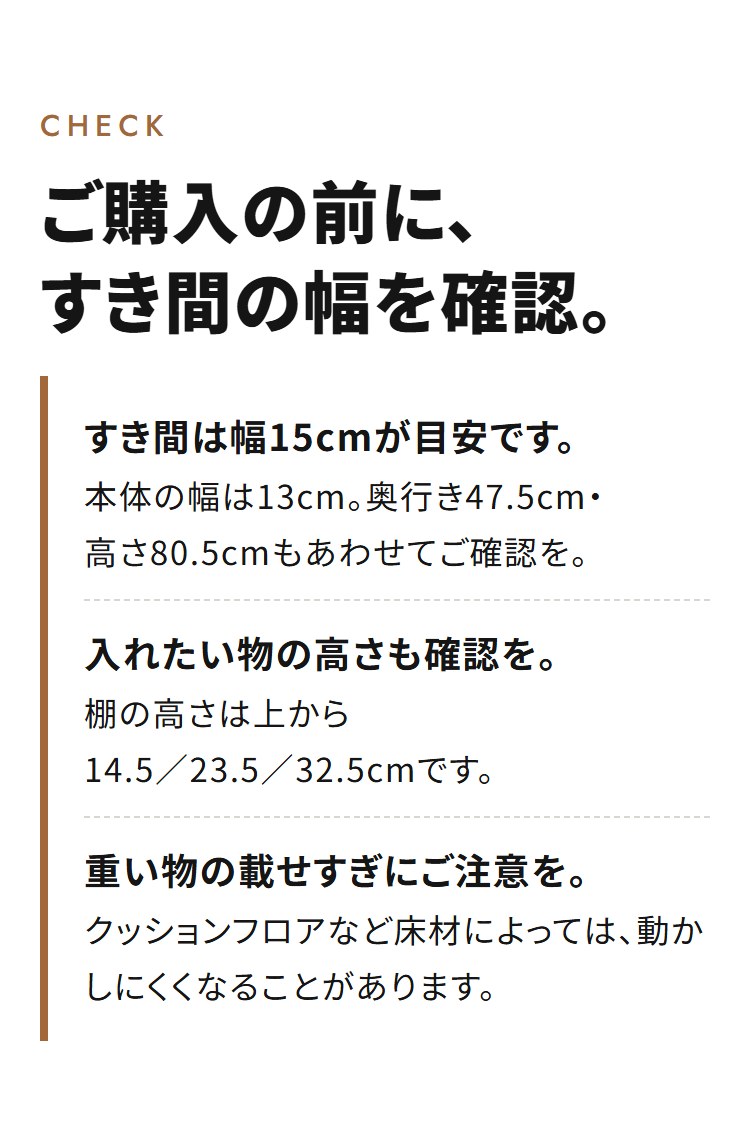 CHECK
ご購入の前に、
すき間の幅を確認。
すき間は幅15cmが目安です。
本体の幅は13cm。奥行き47.5cm・
高さ80.5cmもあわせてご確認を。
入れたい物の高さも確認を。
棚の高さは上から
14.5／23.5／32.5cmです。
重い物の載せすぎにご注意を。
クッションフロアなど床材によっては、動か
しにくくなることがあります。